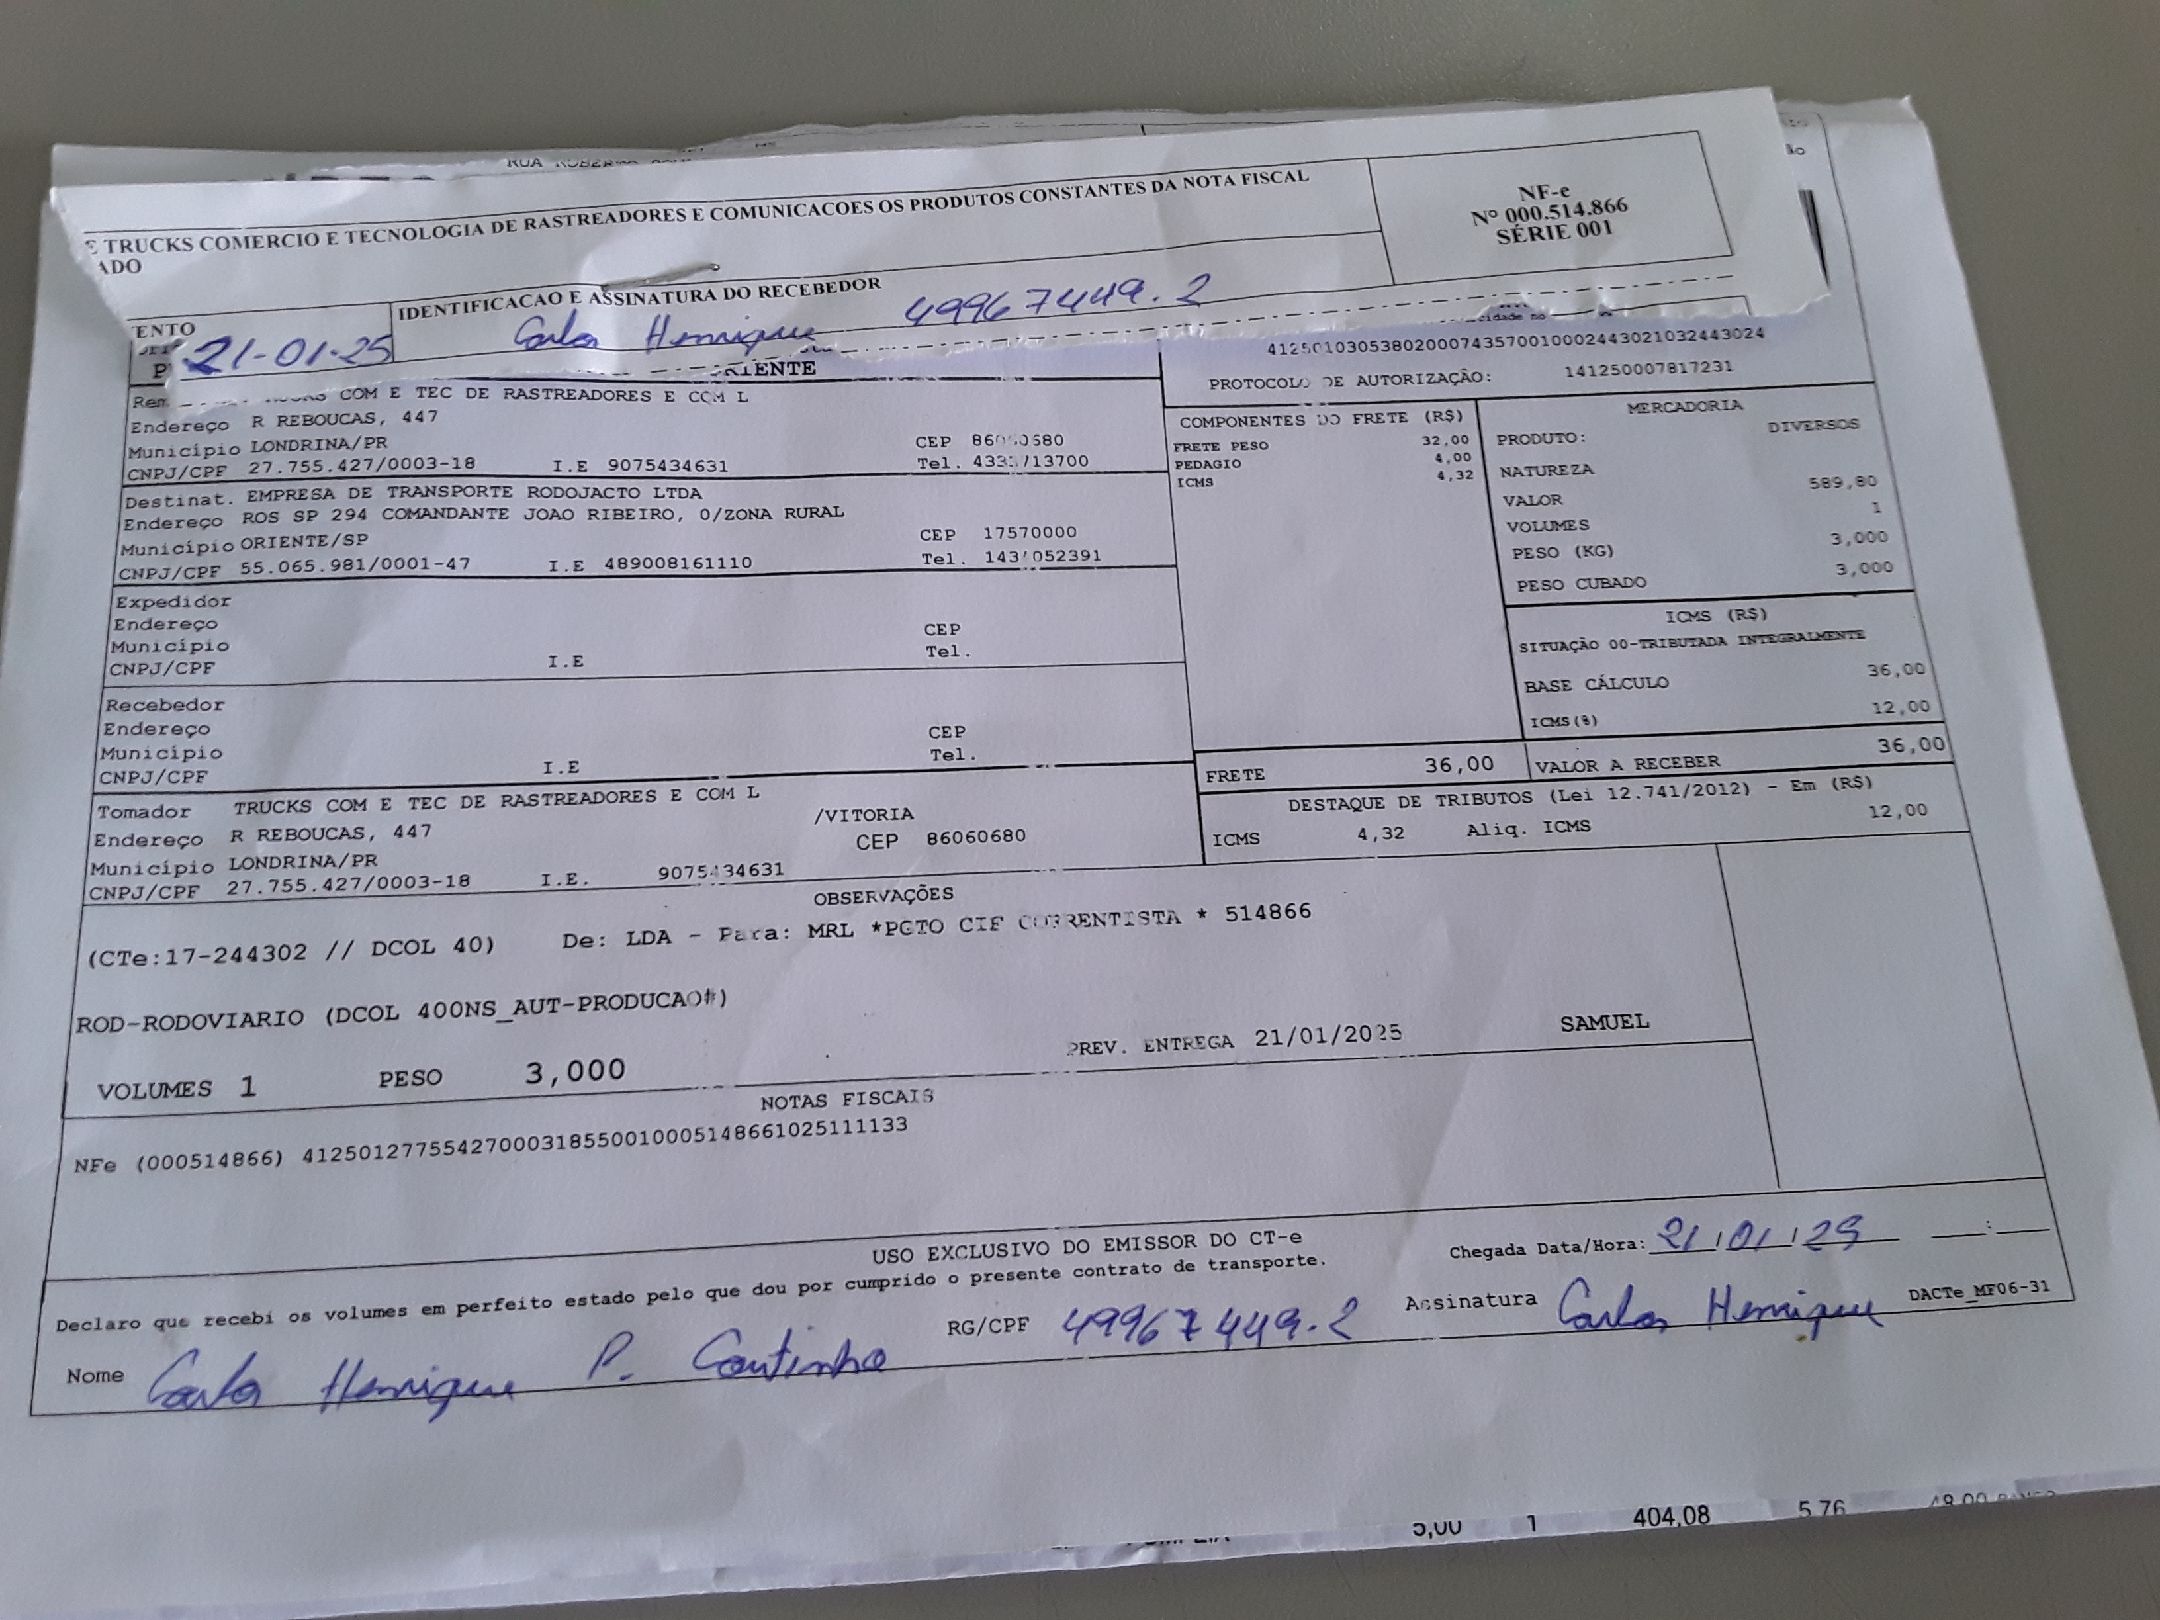 RUA
E TRUCKS COMERCIO E TECNOLOGIA DE RASTREADORES E COMUNICACOES OS PRODUTOS CONSTANTES DA NOTA FISCAL
ADO
NF-e
Nº 000.514.866
SÉRIE 001
ENTO
21-01-25
IDENTIFICACAO E ASSINATURA DO RECEBEDOR
Carlos Henrique 49967449.2
RIENTE
41250103053802000743570010002443021032443024
PROTOCOLO DE AUTORIZAÇÃO: 141250007817231
Rem COM E TEC DE RASTREADORES E COM L
Endereço R REBOUCAS, 447
Município LONDRINA/PR CEP 86060680
CNPJ/CPF 27.755.427/0003-18 I.E 9075434631 Tel.
Destinat. EMPRESA DE TRANSPORTE RODOJACTO LTDA
Endereço ROS SP 294 COMANDANTE JOAO RIBEIRO, 0/ZONA RURAL
Município ORIENTE/SP CEP 17570000
CNPJ/CPF 55.065.981/0001-47 I.E 489008161110 Tel.
Expedidor
Endereço
Município CEP
CNPJ/CPF I.E Tel.
Recebedor
Endereço
Município CEP
CNPJ/CPF I.E Tel.
Tomador TRUCKS COM E TEC DE RASTREADORES E COM L
Endereço R REBOUCAS, 447 /VITORIA
Município LONDRINA/PR CEP 86060680
CNPJ/CPF 27.755.427/0003-18 I.E. 9075434631
COMPONENTES DO FRETE (R$)
FRETE PESO 32,00
PEDAGIO 4,00
ICMS 4,32
MERCADORIA
PRODUTO: DIVERSOS
NATUREZA
VALOR 589,80
VOLUMES 1
PESO (KG) 3,000
PESO CUBADO 3,000
ICMS (R$)
SITUAÇÃO 00-TRIBUTADA INTEGRALMENTE
BASE CÁLCULO 36,00
ICMS(%) 12,00
FRETE 36,00 VALOR A RECEBER 36,00
DESTAQUE DE TRIBUTOS (Lei 12.741/2012) - Em (R$)
ICMS 4,32 Aliq. ICMS 12,00
OBSERVAÇÕES
(CTe:17-244302 // DCOL 40) De: LDA - Para: MRL *PGTO CIF CORRENTISTA * 514866
ROD-RODOVIARIO (DCOL 400NS_AUT-PRODUCAO#)
VOLUMES 1 PESO 3,000 PREV. ENTREGA 21/01/2025 SAMUEL
NOTAS FISCAIS
NFe (000514866) 41250127755427000318550010005148661025111133
USO EXCLUSIVO DO EMISSOR DO CT-e
Declaro que recebi os volumes em perfeito estado pelo que dou por cumprido o presente contrato de transporte.
Chegada Data/Hora: 21/01/25 :
Nome Carlos Henrique P. Coutinho RG/CPF 49967449.2 Assinatura Carlos Henrique
DACTe_MF06-31
5,00 1 404,08 5,76